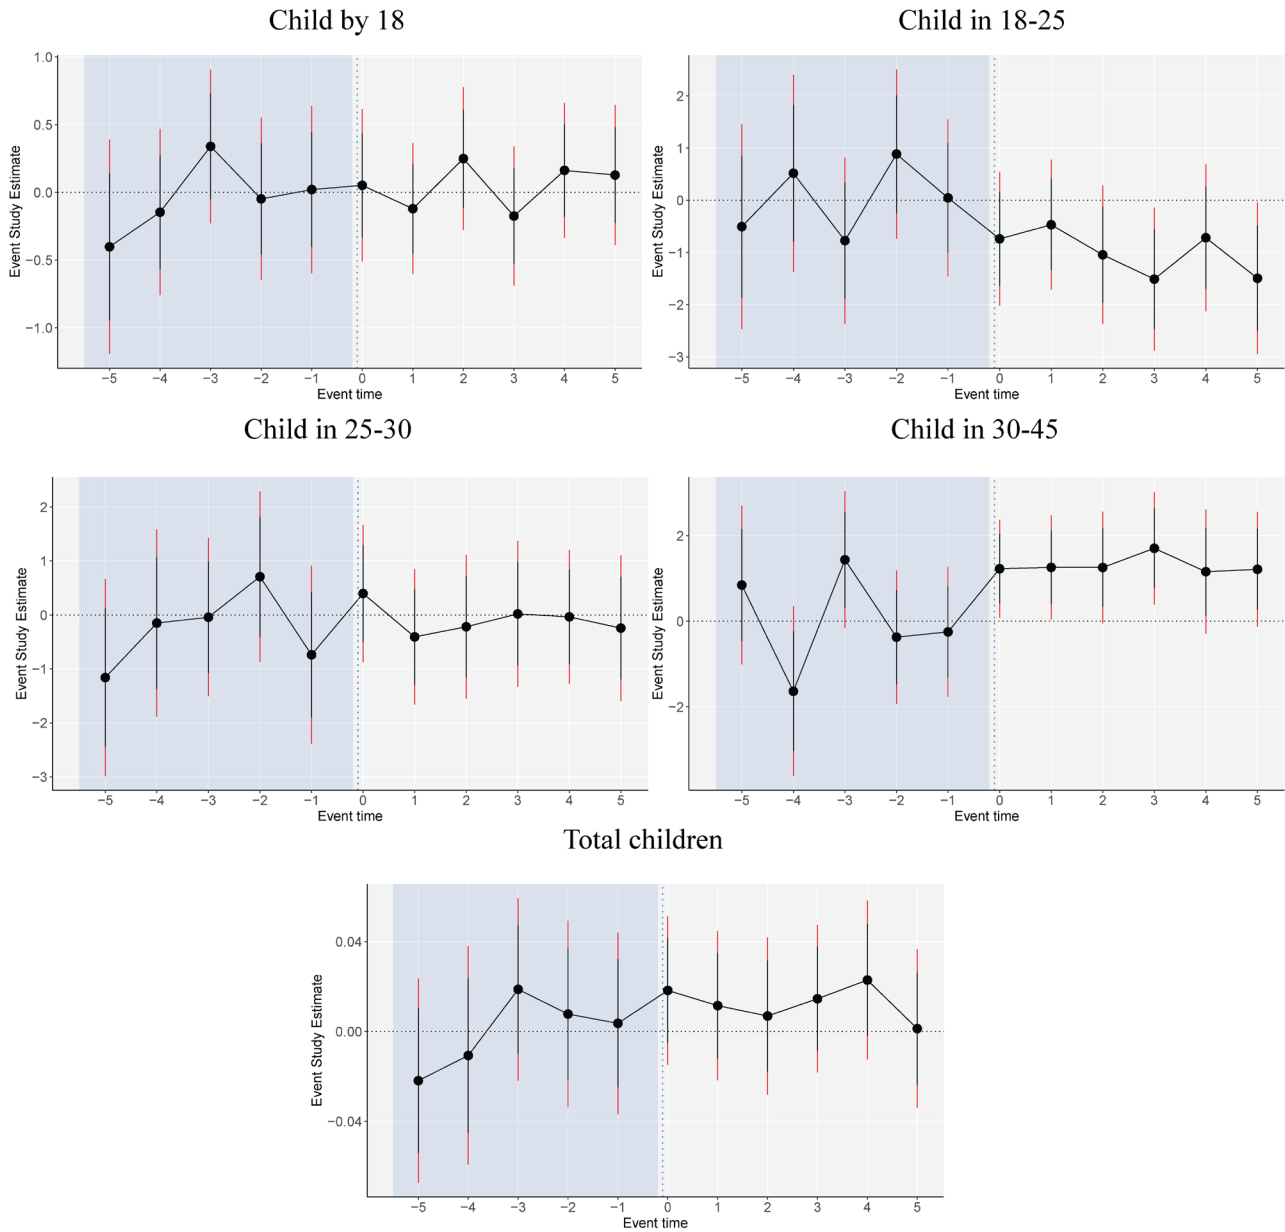 Child by 18
Event Study Estimate
1.0
0.5
0.0
−0.5
−1.0
−5 −4 −3 −2 −1 0 1 2 3 4 5
Event time
Child in 18-25
Event Study Estimate
2
1
0
−1
−2
−3
−5 −4 −3 −2 −1 0 1 2 3 4 5
Event time
Child in 25-30
Event Study Estimate
2
1
0
−1
−2
−3
−5 −4 −3 −2 −1 0 1 2 3 4 5
Event time
Child in 30-45
Event Study Estimate
2
0
−2
−5 −4 −3 −2 −1 0 1 2 3 4 5
Event time
Total children
Event Study Estimate
0.04
0.00
−0.04
−5 −4 −3 −2 −1 0 1 2 3 4 5
Event time